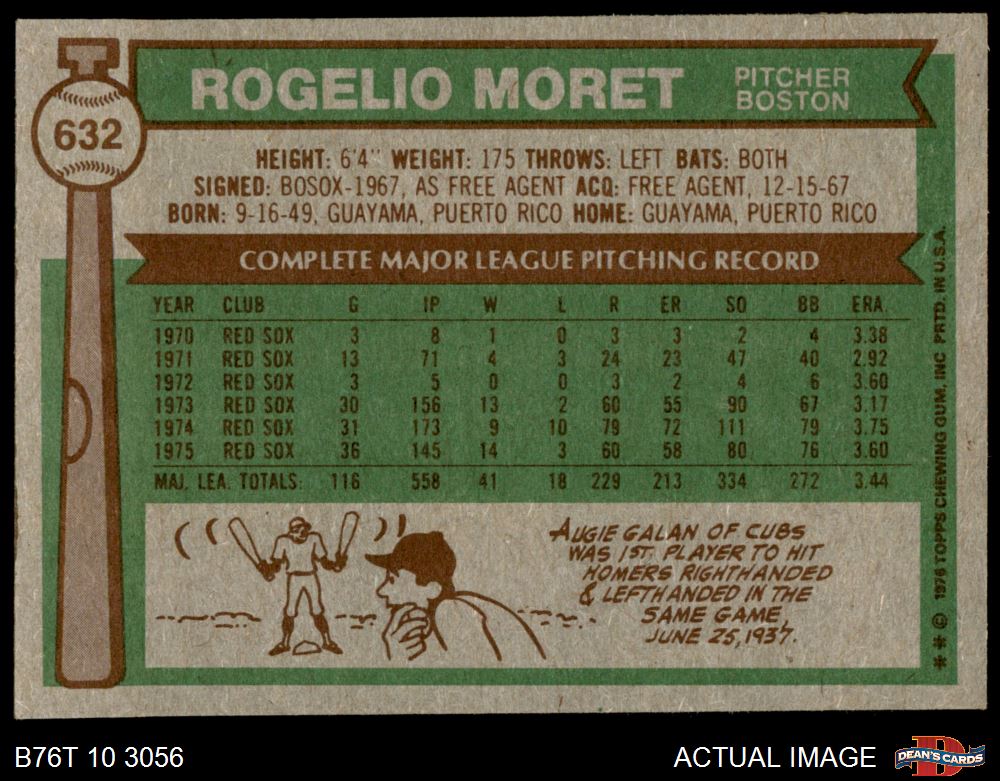 632
ROGELIO MORET
PITCHER
BOSTON
HEIGHT: 6'4" WEIGHT: 175 THROWS: LEFT BATS: BOTH
SIGNED: BOSOX-1967, AS FREE AGENT ACQ: FREE AGENT, 12-15-67
BORN: 9-16-49, GUAYAMA, PUERTO RICO HOME: GUAYAMA, PUERTO RICO
COMPLETE MAJOR LEAGUE PITCHING RECORD
YEAR CLUB G IP W L R ER SO BB ERA
1970 RED SOX 3 8 1 0 3 3 2 4 3.38
1971 RED SOX 13 71 4 3 24 23 47 40 2.92
1972 RED SOX 3 5 0 0 3 2 4 6 3.60
1973 RED SOX 30 156 13 2 60 55 90 67 3.17
1974 RED SOX 31 173 9 10 79 72 111 79 3.75
1975 RED SOX 36 145 14 3 60 58 80 76 3.60
MAJ. LEA. TOTALS: 116 558 41 18 229 213 334 272 3.44
AUGIE GALAN OF CUBS
WAS 1ST. PLAYER TO HIT
HOMERS RIGHTHANDED
& LEFTHANDED IN THE
SAME GAME,
JUNE 25, 1937.
** © 1976 TOPPS CHEWING GUM, INC PRTD. IN U.S.A.
B76T 10 3056
ACTUAL IMAGE
D
DEAN'S CARDS